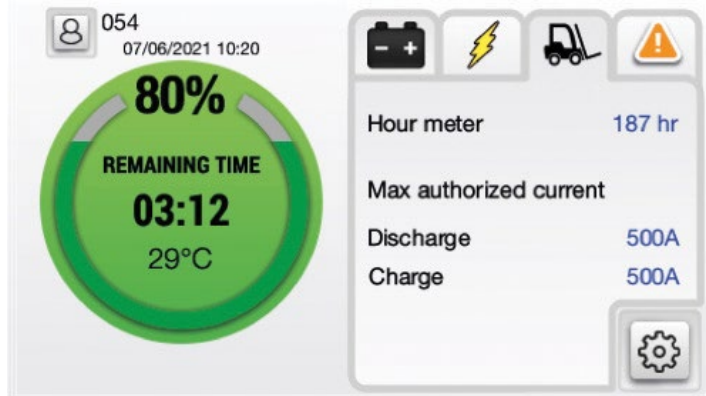 054
07/06/2021 10:20
80%
REMAINING TIME
03:12
29°C
Hour meter 187 hr
Max authorized current
Discharge 500A
Charge 500A